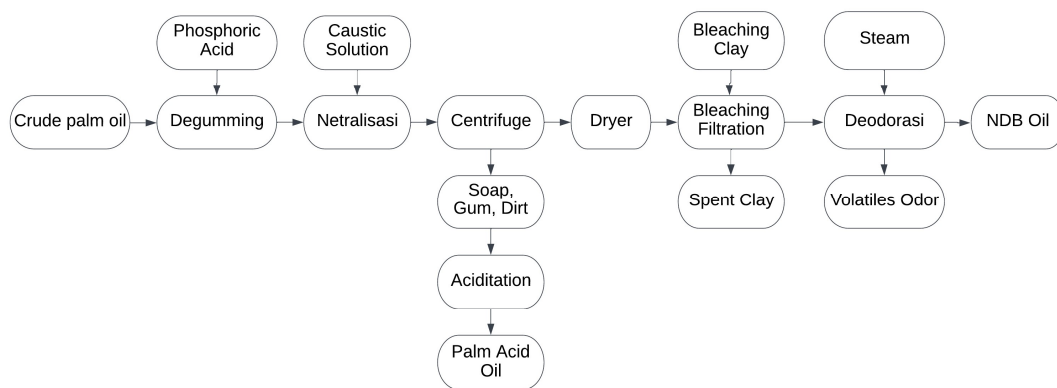 Phosphoric
Acid
Caustic
Solution
Bleaching
Clay
Steam
Crude palm oil
Degumming
Netralisasi
Centrifuge
Dryer
Bleaching
Filtration
Deodorasi
NDB Oil
Soap,
Gum, Dirt
Spent Clay
Volatiles Odor
Aciditation
Palm Acid
Oil